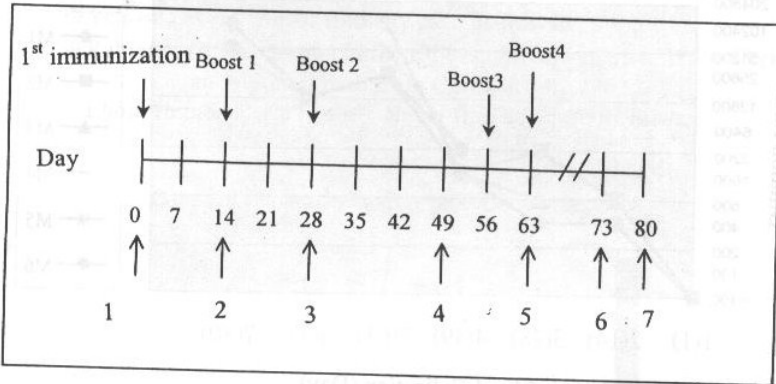 Boost4
1st immunization Boost 1 Boost 2
Boost3
Day
0 7 14 21 28 35 42 49 56 63 73 80
1 2 3 4 5 6 7